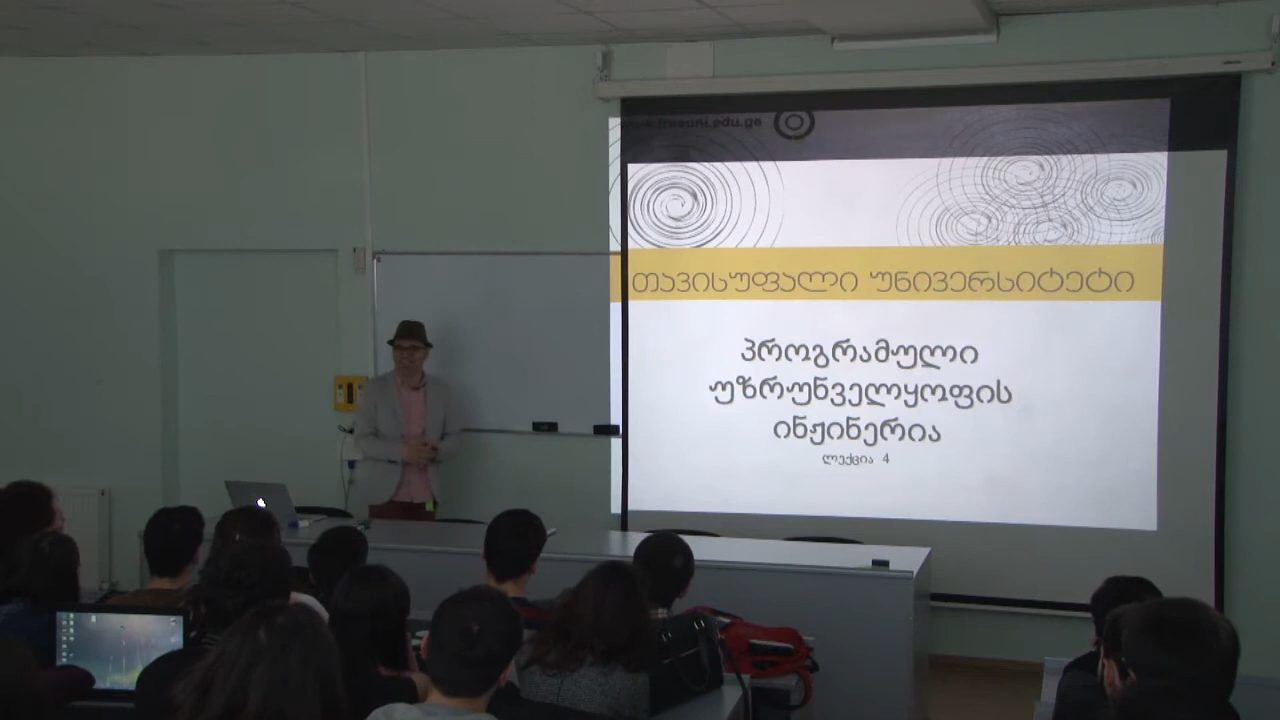 www.freeuni.edu.ge
თავისუფალი უნივერსიტეტი
პროგრამული
უზრუნველყოფის
ინჟინერია
ლექცია 4